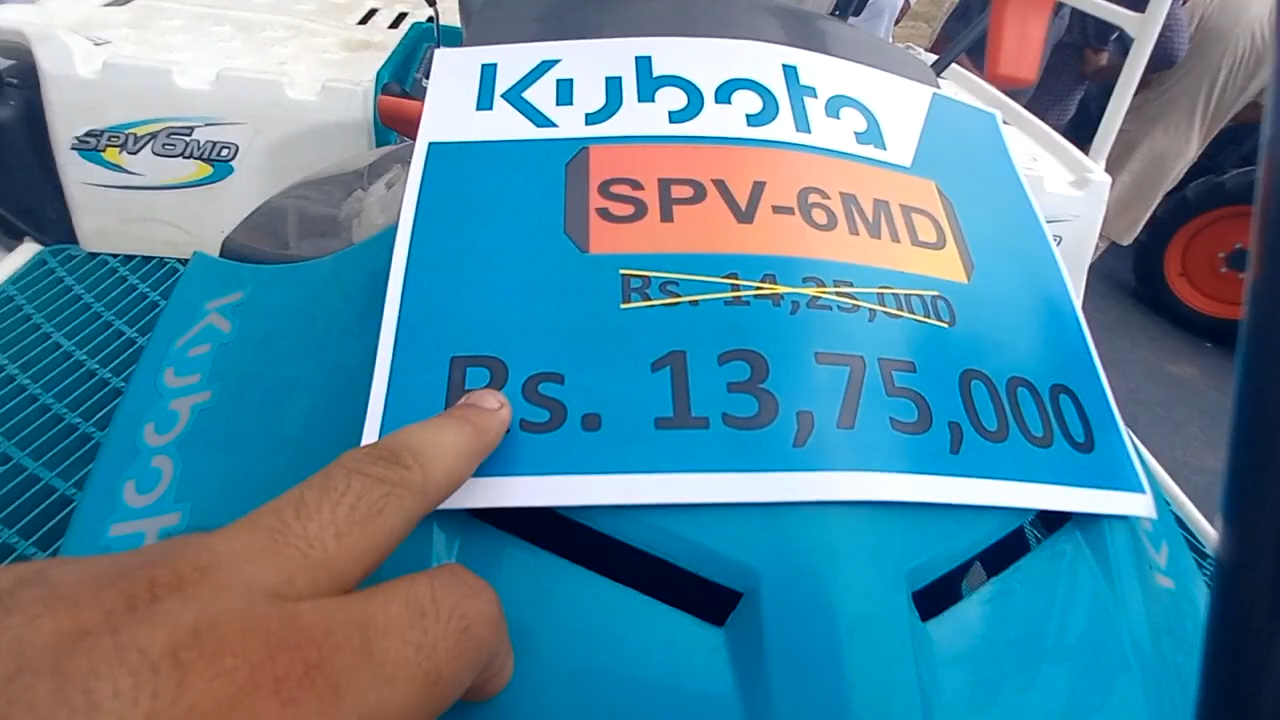 Kubota
SPV6MD
SPV-6MD
Rs. 14,25,000
Rs. 13,75,000
Kubota